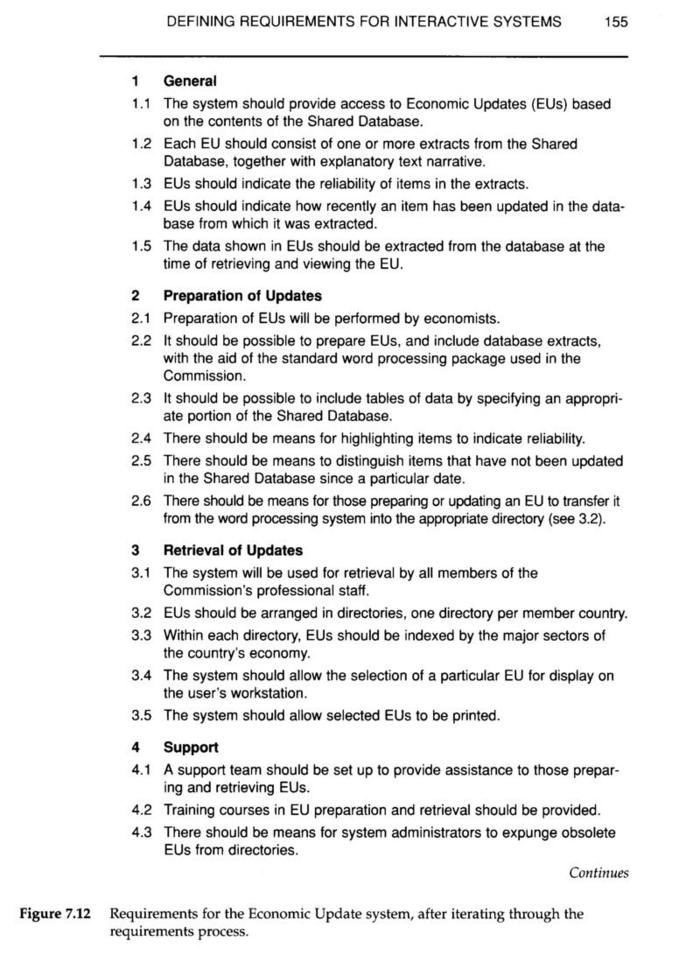 DEFINING REQUIREMENTS FOR INTERACTIVE SYSTEMS 155
1 General
1.1 The system should provide access to Economic Updates (EUs) based
on the contents of the Shared Database.
1.2 Each EU should consist of one or more extracts from the Shared
Database, together with explanatory text narrative.
1.3 EUs should indicate the reliability of items in the extracts.
1.4 EUs should indicate how recently an item has been updated in the data-
base from which it was extracted.
1.5 The data shown in EUs should be extracted from the database at the
time of retrieving and viewing the EU.
2 Preparation of Updates
2.1 Preparation of EUs will be performed by economists.
2.2 It should be possible to prepare EUs, and include database extracts,
with the aid of the standard word processing package used in the
Commission.
2.3 It should be possible to include tables of data by specifying an appropri-
ate portion of the Shared Database.
2.4 There should be means for highlighting items to indicate reliability.
2.5 There should be means to distinguish items that have not been updated
in the Shared Database since a particular date.
2.6 There should be means for those preparing or updating an EU to transfer it
from the word processing system into the appropriate directory (see 3.2).
3 Retrieval of Updates
3.1 The system will be used for retrieval by all members of the
Commission's professional staff.
3.2 EUs should be arranged in directories, one directory per member country.
3.3 Within each directory, EUs should be indexed by the major sectors of
the country's economy.
3.4 The system should allow the selection of a particular EU for display on
the user's workstation.
3.5 The system should allow selected EUs to be printed.
4 Support
4.1 A support team should be set up to provide assistance to those prepar-
ing and retrieving EUs.
4.2 Training courses in EU preparation and retrieval should be provided.
4.3 There should be means for system administrators to expunge obsolete
EUs from directories.
Continues
Figure 7.12 Requirements for the Economic Update system, after iterating through the
requirements process.